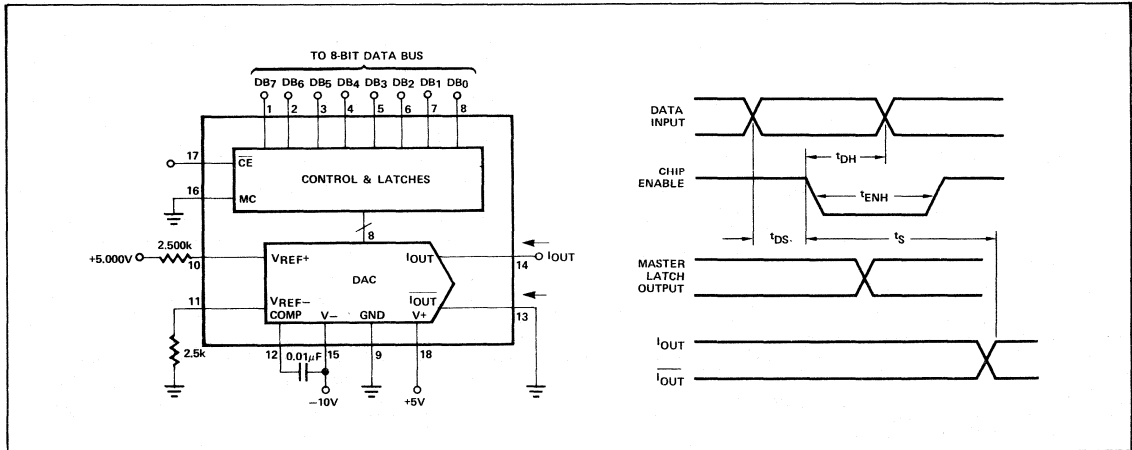 TO 8-BIT DATA BUS
DB7 DB6 DB5 DB4 DB3 DB2 DB1 DB0
1 2 3 4 5 6 7 8
17
CE
CONTROL & LATCHES
16
MC
8
+5.000V
2.500k
10
VREF+
DAC
IOUT
14
IOUT
11
VREF−
IOUT
13
COMP
V−
GND
V+
2.5k
12
0.01µF
15
9
18
−10V
+5V
DATA
INPUT
tDH
CHIP
ENABLE
tENH
tDS
tS
MASTER
LATCH
OUTPUT
IOUT
IOUT